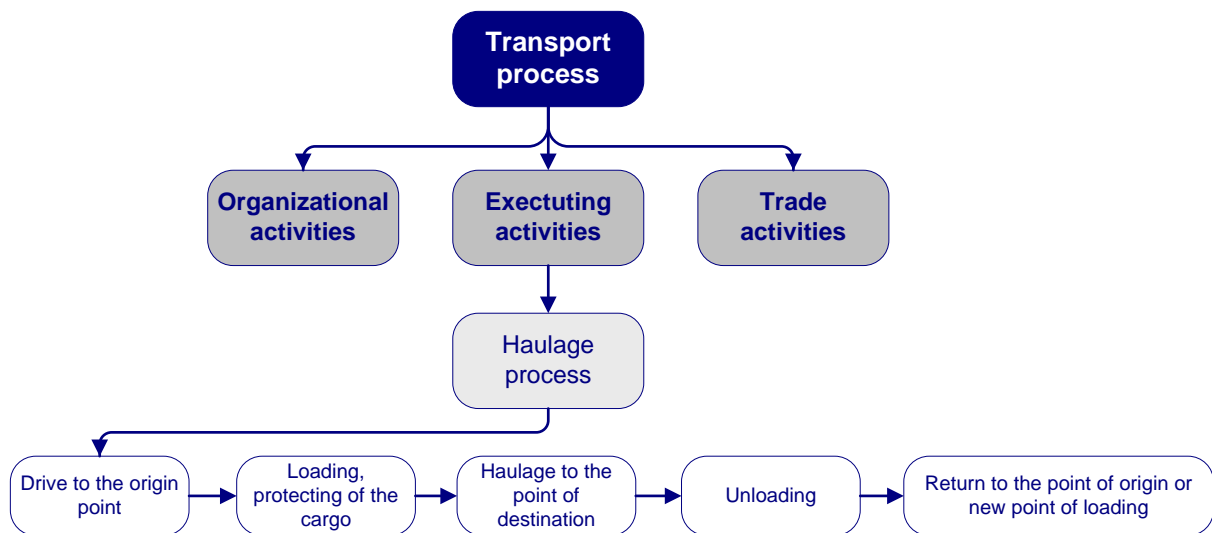 Transport
process
Organizational
activities
Exectuting
activities
Trade
activities
Haulage
process
Drive to the origin
point
Loading,
protecting of the
cargo
Haulage to the
point of
destination
Unloading
Return to the point of origin or
new point of loading